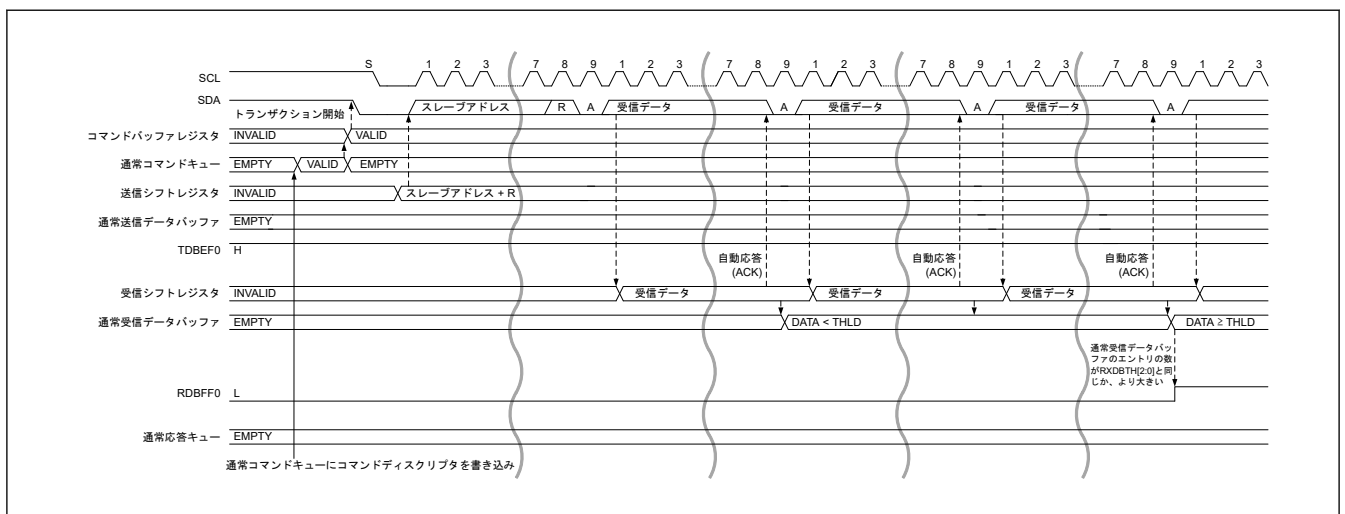 S 1 2 3 7 8 9 1 2 3 7 8 9 1 2 3 7 8 9 1 2 3 7 8 9 1 2 3
SCL
SDA
トランザクション開始
スレーブアドレス R A 受信データ A 受信データ A 受信データ A
コマンドバッファレジスタ INVALID VALID
通常コマンドキュー EMPTY VALID EMPTY
送信シフトレジスタ INVALID スレーブアドレス + R
通常送信データバッファ EMPTY
TDBEF0 H
自動応答
(ACK)
自動応答
(ACK)
自動応答
(ACK)
受信シフトレジスタ INVALID 受信データ 受信データ 受信データ
通常受信データバッファ EMPTY DATA < THLD DATA ≥ THLD
通常受信データバッ
ファのエントリの数
がRXDBTH[2:0]と同
じか、より大きい
RDBFF0 L
通常応答キュー EMPTY
通常コマンドキューにコマンドディスクリプタを書き込み